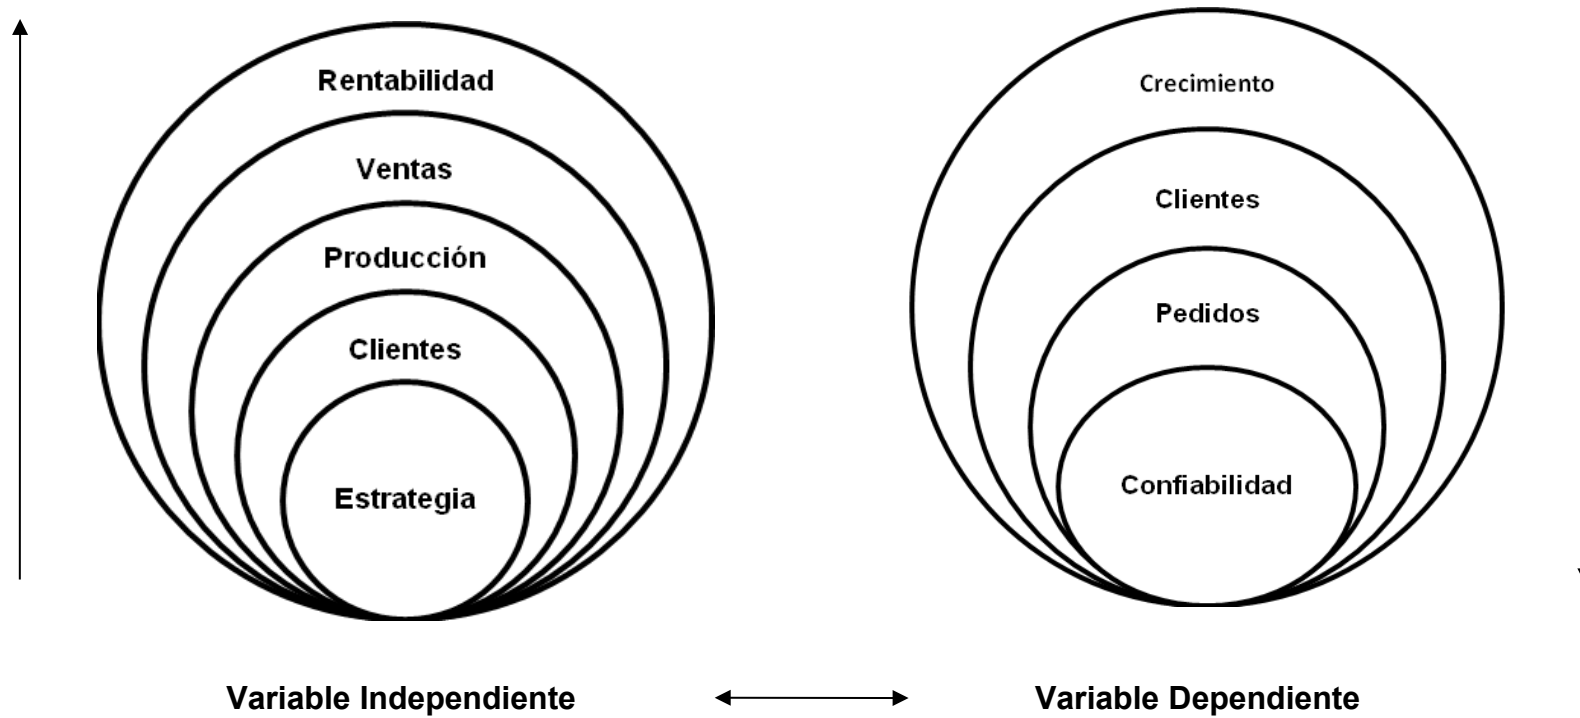 Rentabilidad
Ventas
Producción
Clientes
Estrategia
Crecimiento
Clientes
Pedidos
Confiabilidad
Variable Independiente
Variable Dependiente